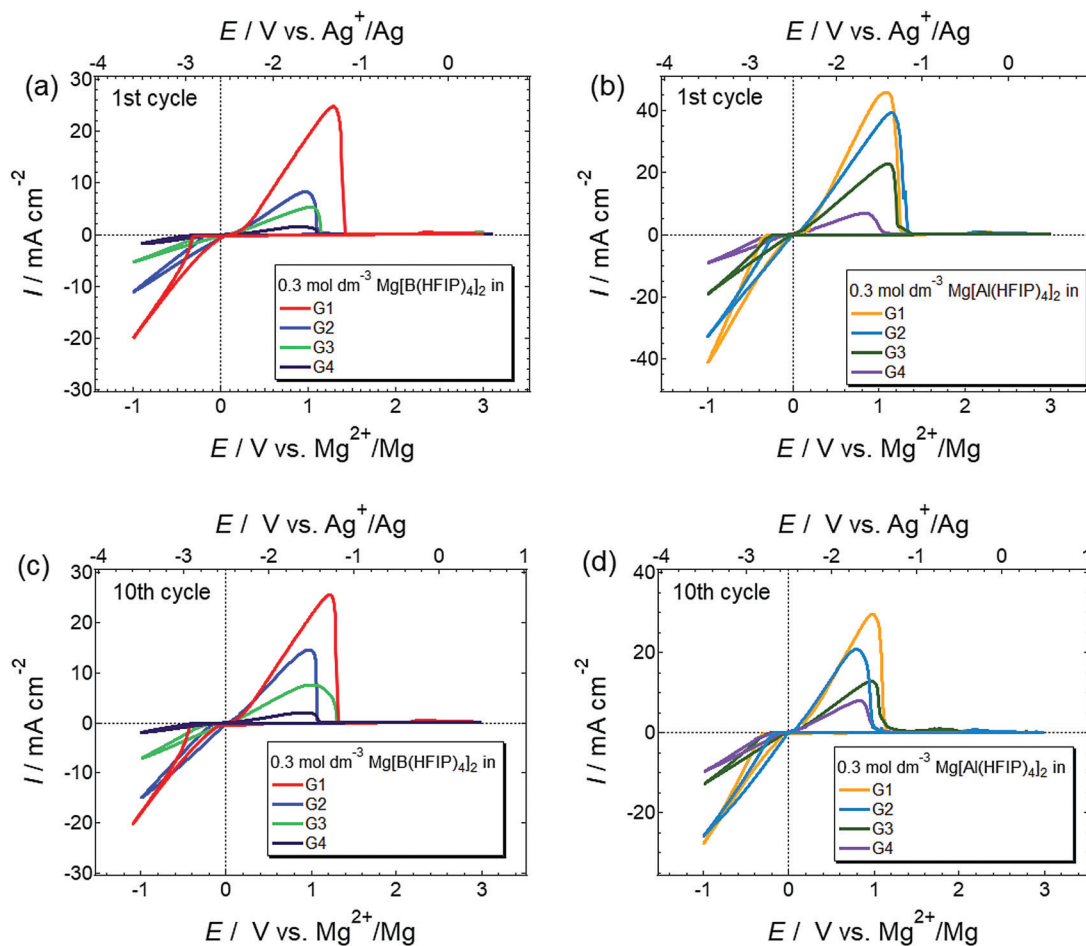 E / V vs. Ag⁺/Ag
-4 -3 -2 -1 0
(a)
1st cycle
30
20
10
0
-10
-20
-30
I / mA cm⁻²
0.3 mol dm⁻³ Mg[B(HFIP)₄]₂ in
G1
G2
G3
G4
-1 0 1 2 3
E / V vs. Mg²⁺/Mg
E / V vs. Ag⁺/Ag
-4 -3 -2 -1 0
(b)
1st cycle
40
20
0
-20
-40
I / mA cm⁻²
0.3 mol dm⁻³ Mg[Al(HFIP)₄]₂ in
G1
G2
G3
G4
-1 0 1 2 3
E / V vs. Mg²⁺/Mg
E / V vs. Ag⁺/Ag
-4 -3 -2 -1 0 1
(c)
10th cycle
30
20
10
0
-10
-20
-30
I / mA cm⁻²
0.3 mol dm⁻³ Mg[B(HFIP)₄]₂ in
G1
G2
G3
G4
-1 0 1 2 3
E / V vs. Mg²⁺/Mg
E / V vs. Ag⁺/Ag
-4 -3 -2 -1 0 1
(d)
10th cycle
40
20
0
-20
I / mA cm⁻²
0.3 mol dm⁻³ Mg[Al(HFIP)₄]₂ in
G1
G2
G3
G4
-1 0 1 2 3
E / V vs. Mg²⁺/Mg